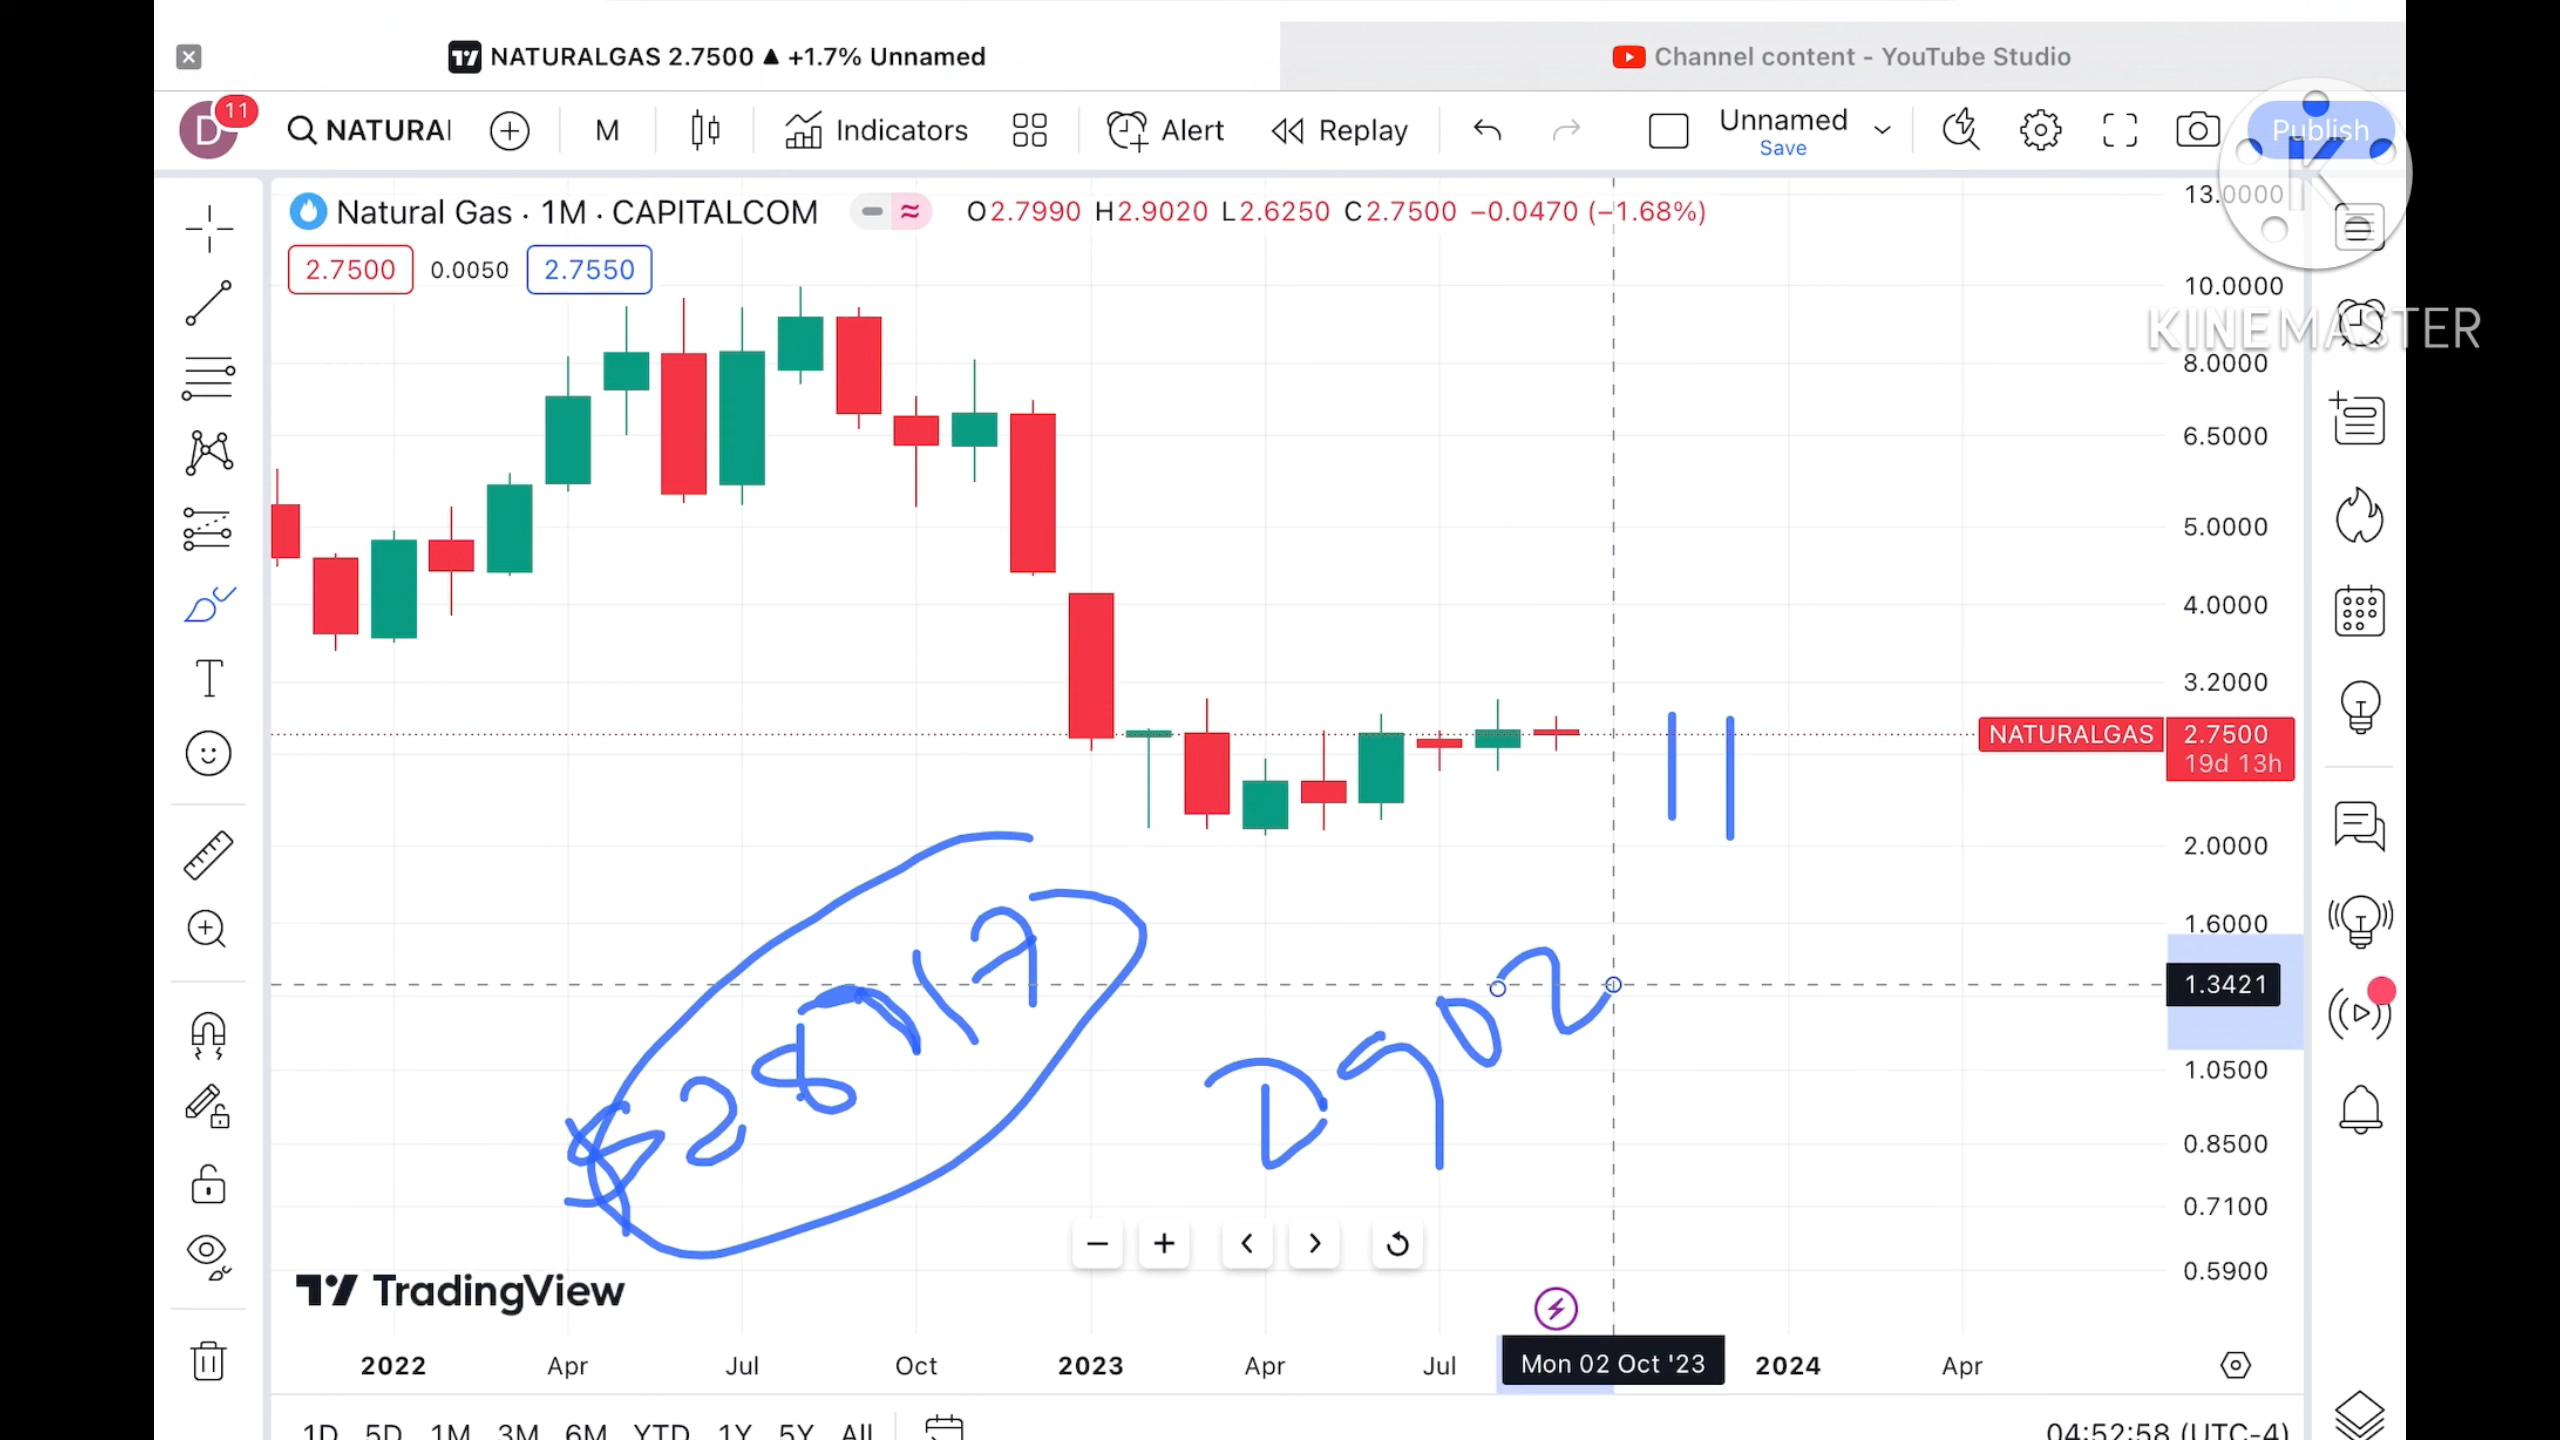 NATURALGAS 2.7500 ▲ +1.7% Unnamed
Channel content - YouTube Studio
D 11
NATURA
M
Indicators
Alert
Replay
Unnamed
Save
Publish
K
KINEMASTER
Natural Gas · 1M · CAPITALCOM
O2.7990 H2.9020 L2.6250 C2.7500 −0.0470 (−1.68%)
2.7500 0.0050 2.7550
13.0000
10.0000
8.0000
6.5000
5.0000
4.0000
3.2000
NATURALGAS 2.7500
19d 13h
2.0000
1.6000
1.3421
1.0500
0.8500
0.7100
0.5900
D902
TradingView
2022 Apr Jul Oct 2023 Apr Jul Mon 02 Oct '23 2024 Apr
1D 5D 1M 3M 6M YTD 1Y 5Y All
04:52:58 (UTC-4)